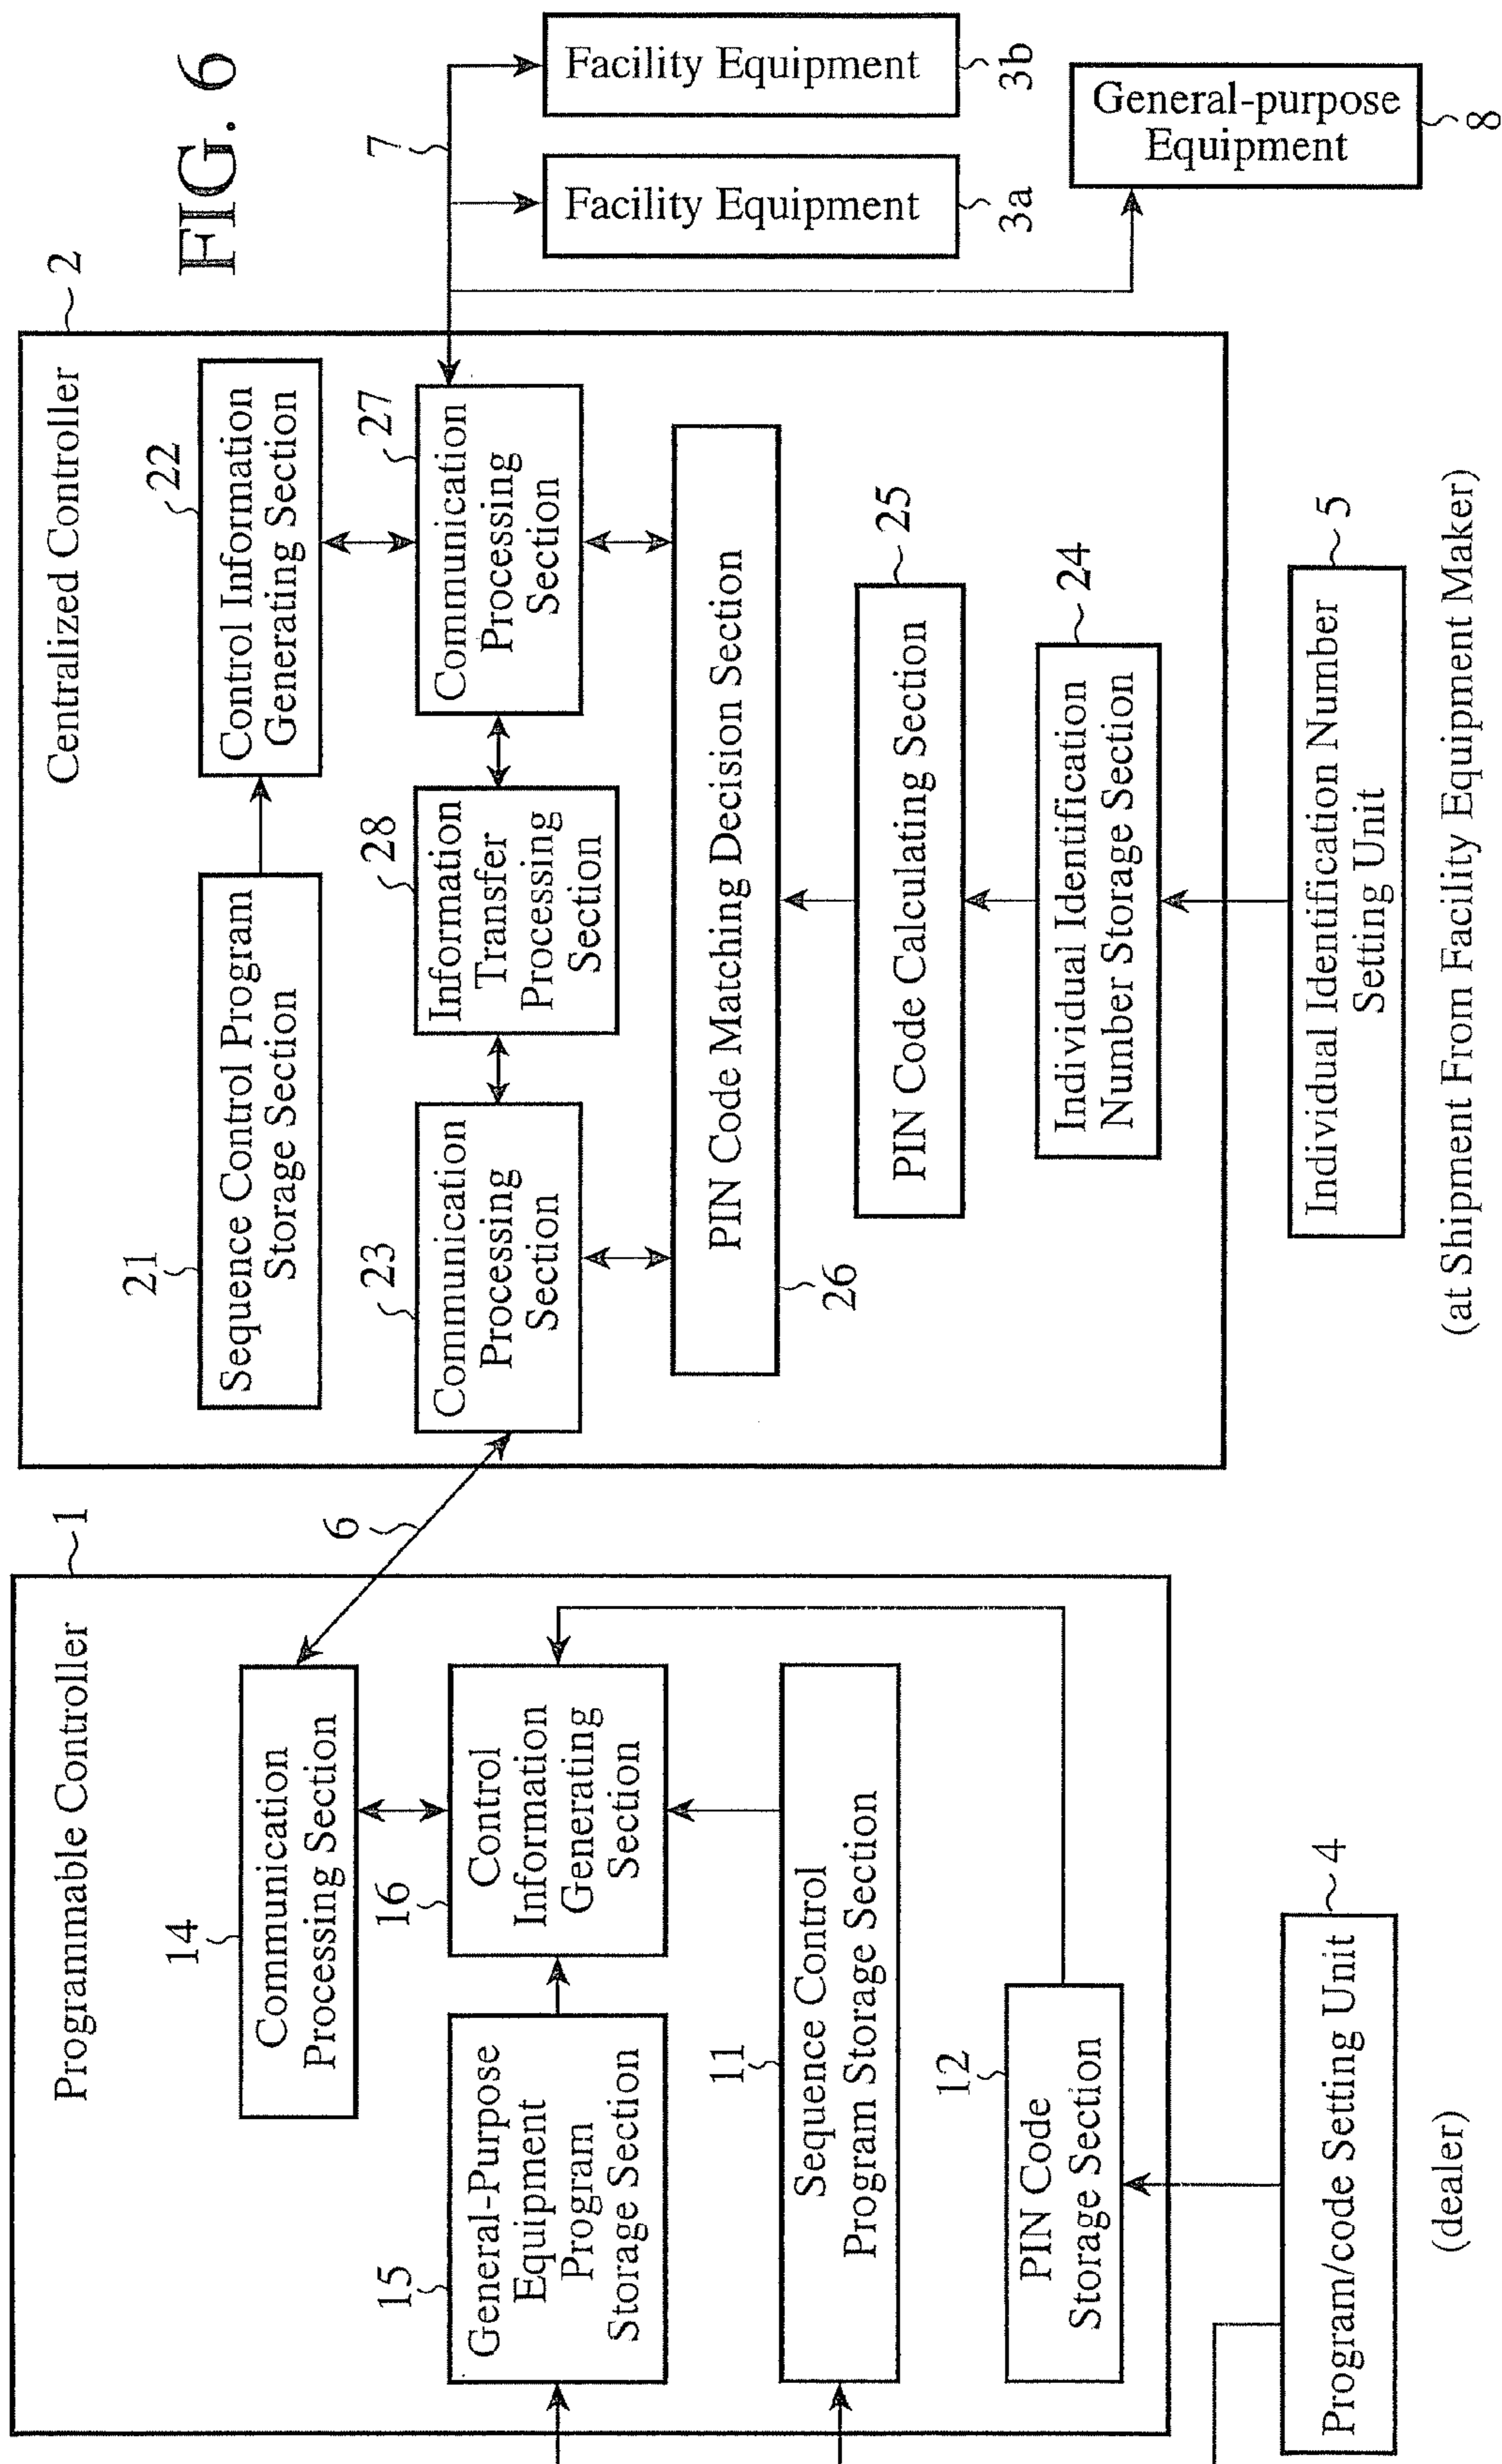 FIG. 6
Programmable Controller
1
14
Communication
Processing Section
15
General-Purpose
Equipment
Program
Storage Section
16
Control
Information
Generating
Section
11
Sequence Control
Program Storage Section
12
PIN Code
Storage Section
Program/code Setting Unit
4
(dealer)
6
Centralized Controller
2
21
Sequence Control Program
Storage Section
22
Control Information
Generating Section
23
Communication
Processing
Section
28
Information
Transfer
Processing
Section
27
Communication
Processing
Section
PIN Code Matching Decision Section
26
PIN Code Calculating Section
25
Individual Identification
Number Storage Section
24
Individual Identification Number
Setting Unit
5
(at Shipment From Facility Equipment Maker)
7
Facility Equipment
3a
Facility Equipment
3b
General-purpose
Equipment
8